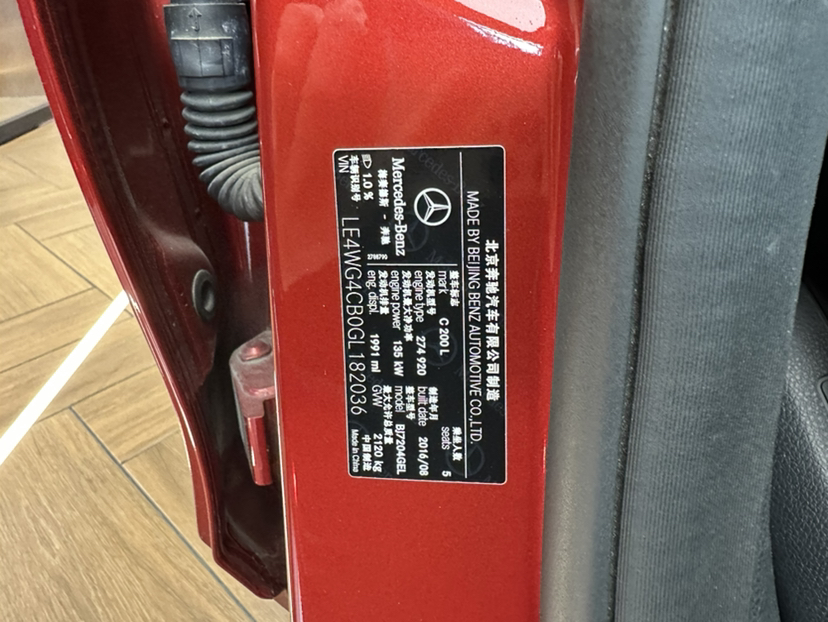 北京奔驰汽车有限公司制造
MADE BY BEIJING BENZ AUTOMOTIVE CO.,LTD.
整车标志
mark C 200 L
乘员人数
seats 5
发动机型号
engine type 274 920
制造年月
built date 2016/08
Mercedes-Benz
梅赛德斯 - 奔驰
发动机最大净功率
engine power 135 kW
整车型号
model BJ7204GEL
1.0 %
发动机排量
eng. displ. 1991 ml
最大允许总质量
GVW 2120 kg
车辆识别号
VIN LE4WG4CB0GL182036
中国制造
Made in China